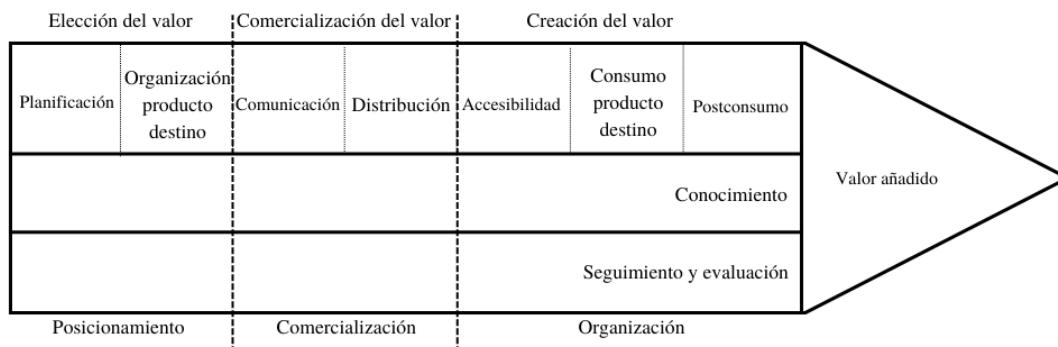 Elección del valor
Comercialización del valor
Creación del valor
Planificación
Organización
producto
destino
Comunicación
Distribución
Accesibilidad
Consumo
producto
destino
Postconsumo
Valor añadido
Conocimiento
Seguimiento y evaluación
Posicionamiento
Comercialización
Organización